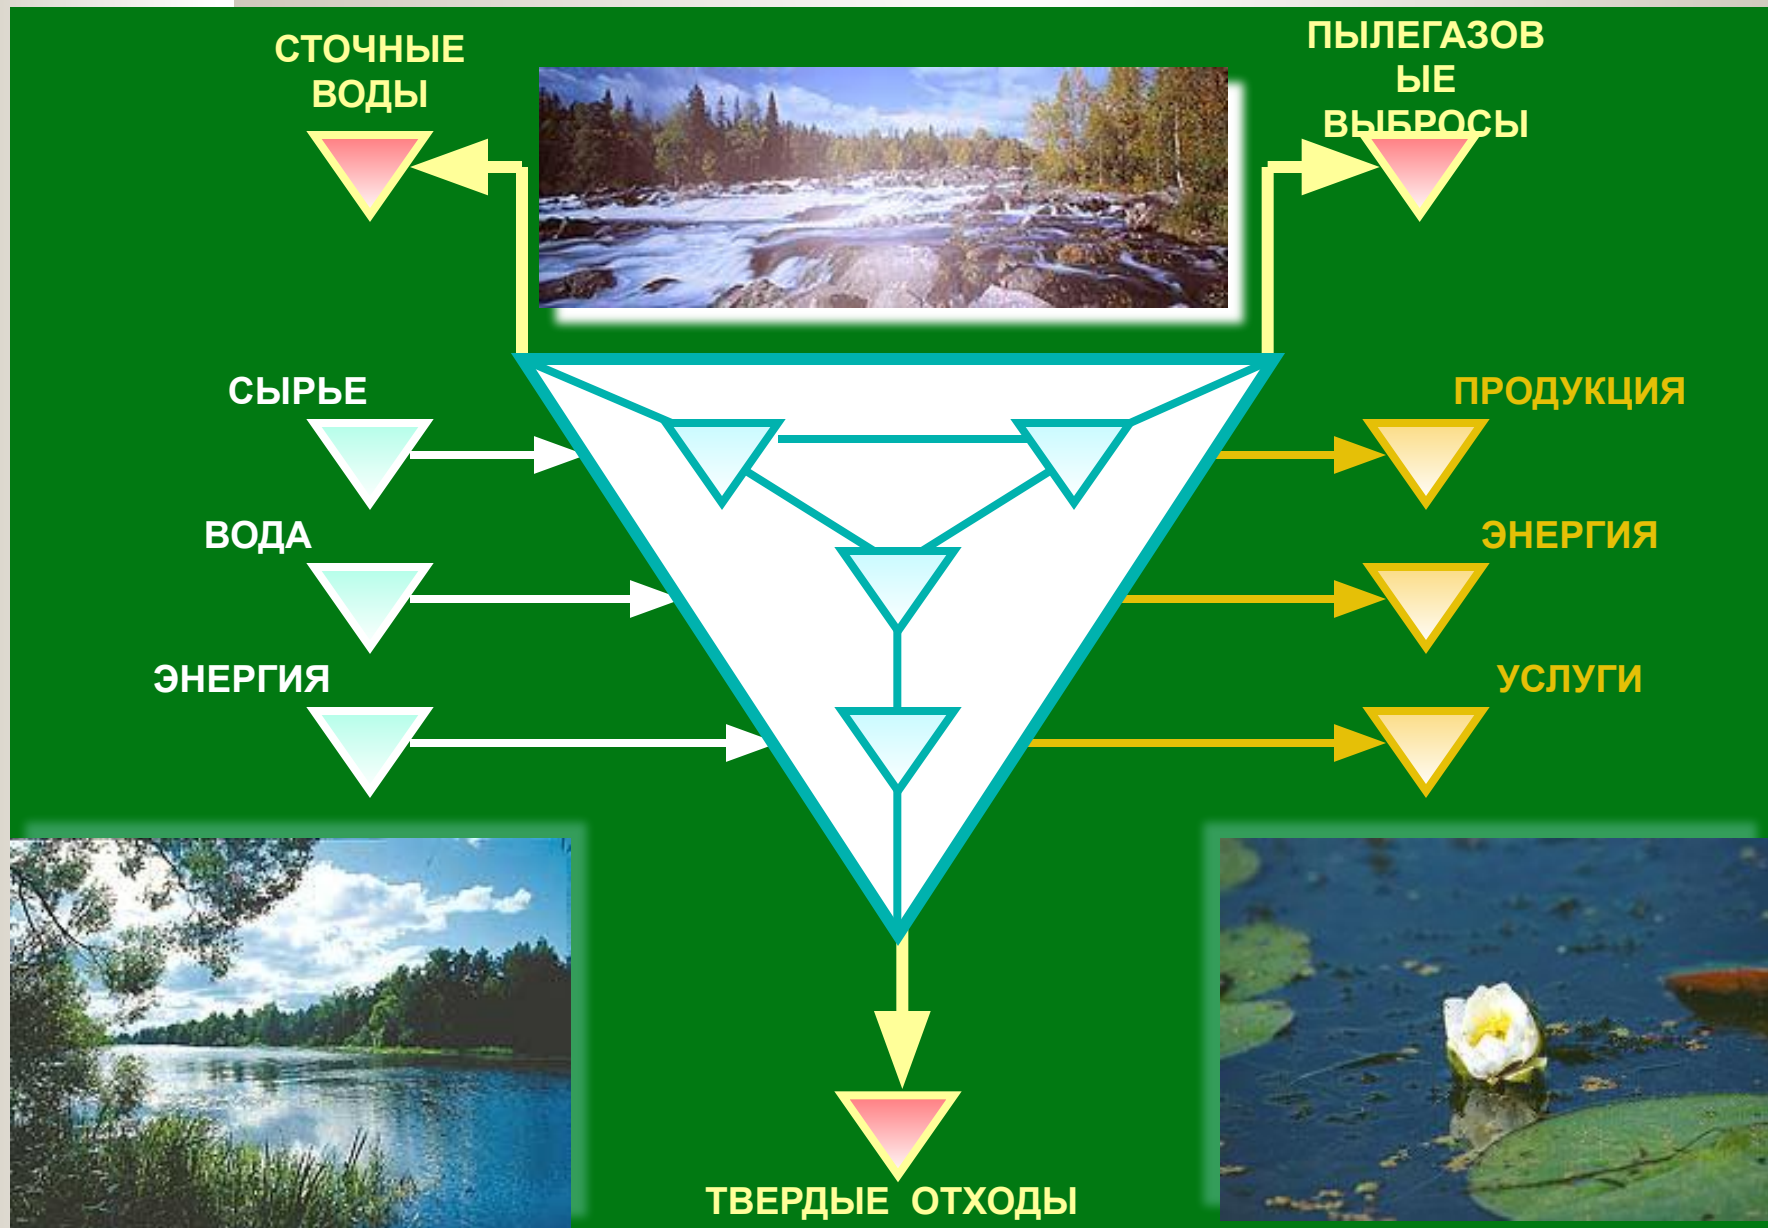 СТОЧНЫЕ
ВОДЫ
ПЫЛЕГАЗОВ
ЫЕ
ВЫБРОСЫ
СЫРЬЕ
ПРОДУКЦИЯ
ВОДА
ЭНЕРГИЯ
ЭНЕРГИЯ
УСЛУГИ
ТВЕРДЫЕ ОТХОДЫ